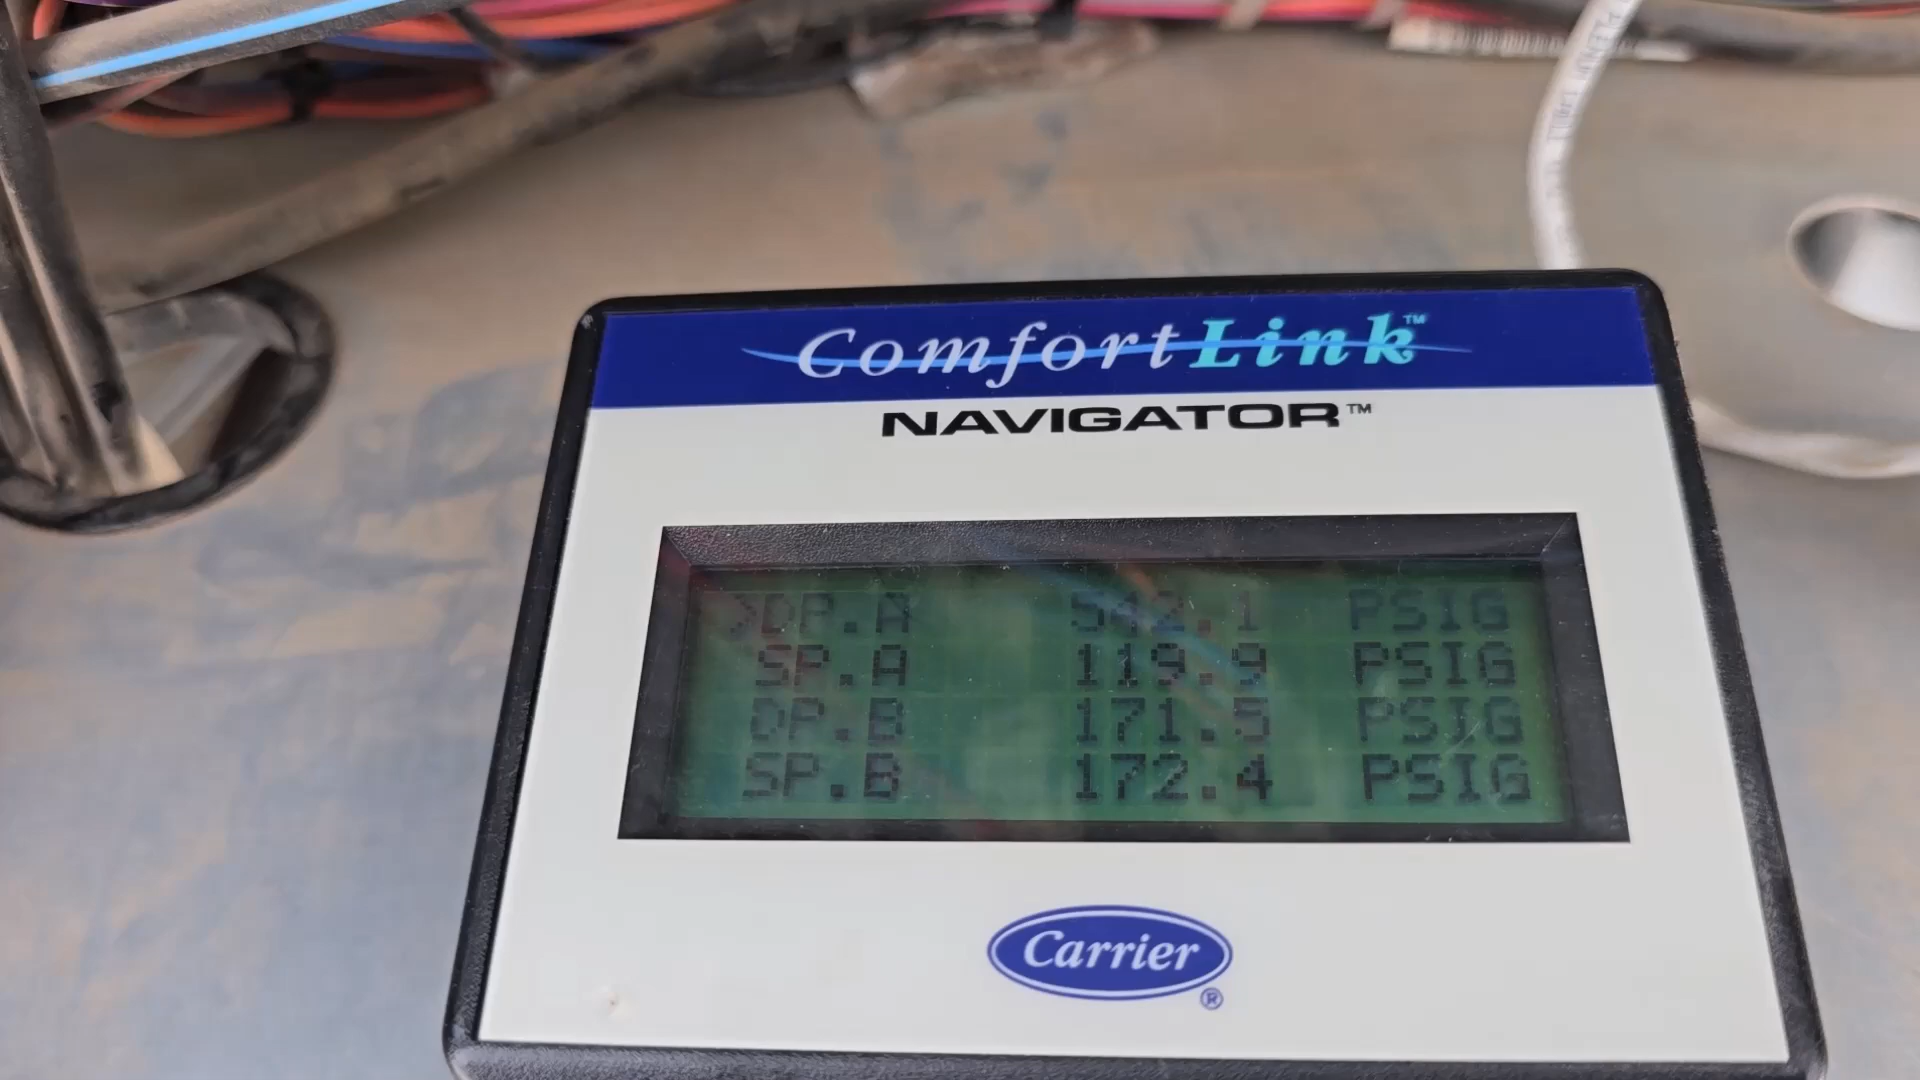 ComfortLink™
NAVIGATOR™
>DP.A 542.1 PSIG
SP.A 119.9 PSIG
DP.B 171.5 PSIG
SP.B 172.4 PSIG
Carrier
®